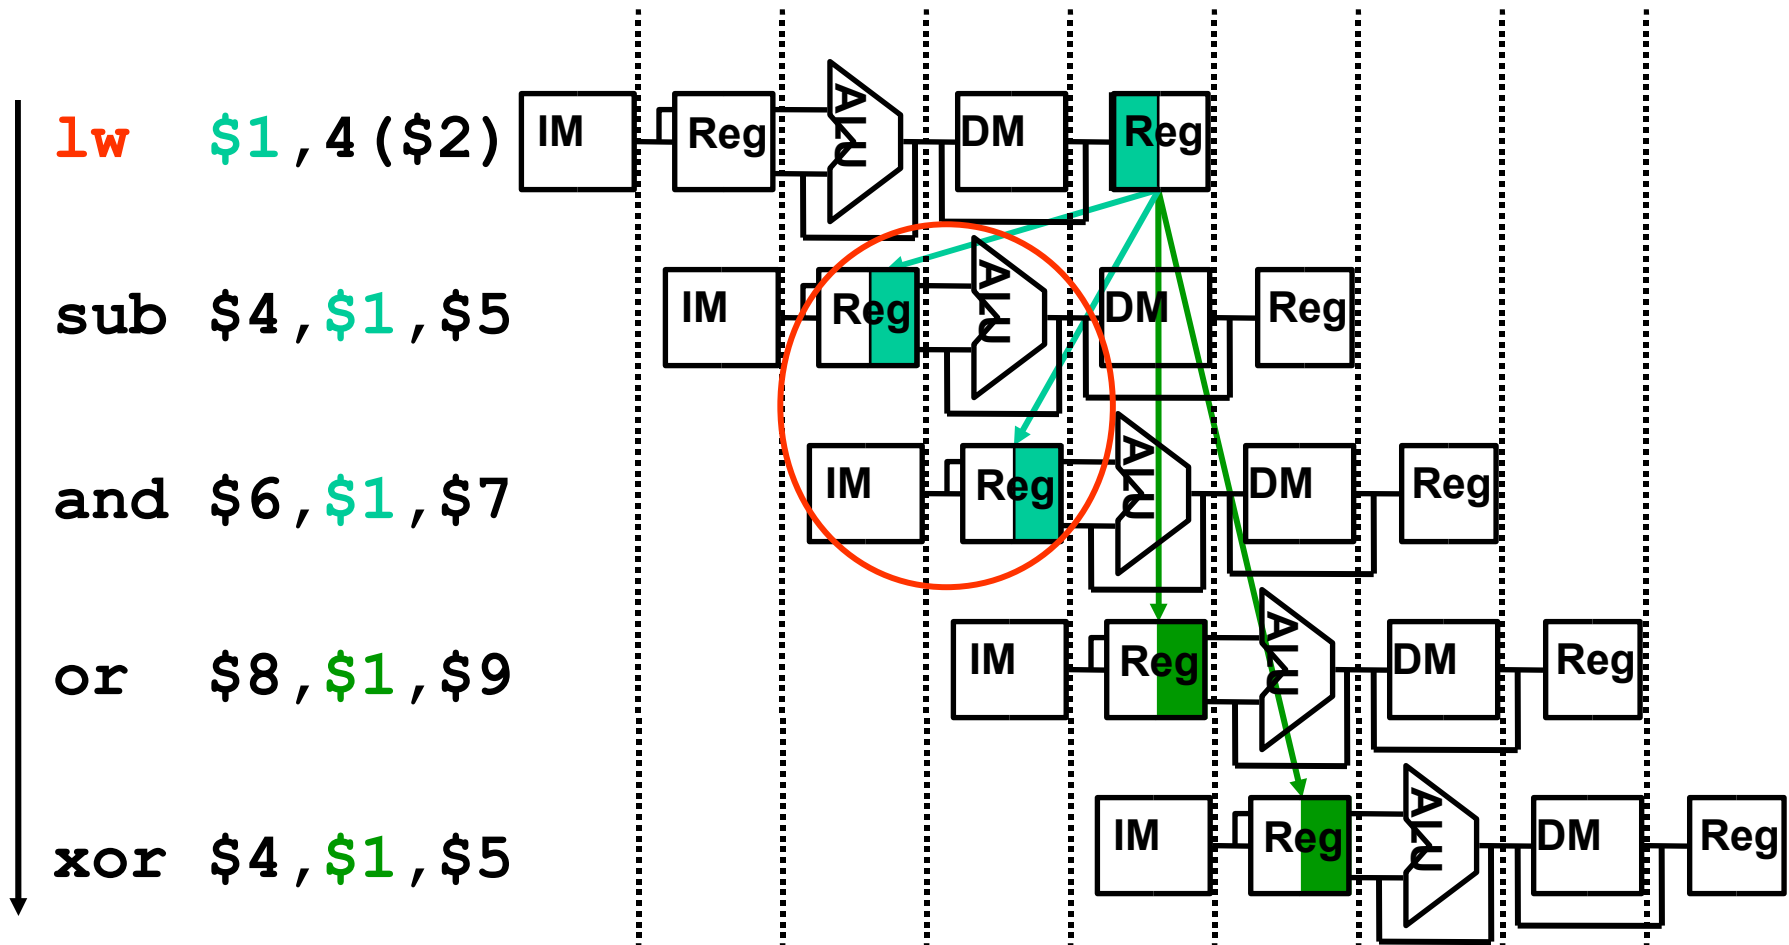 lw $1,4($2) IM Reg ALU DM Reg
sub $4,$1,$5 IM Reg ALU DM Reg
and $6,$1,$7 IM Reg ALU DM Reg
or $8,$1,$9 IM Reg ALU DM Reg
xor $4,$1,$5 IM Reg ALU DM Reg